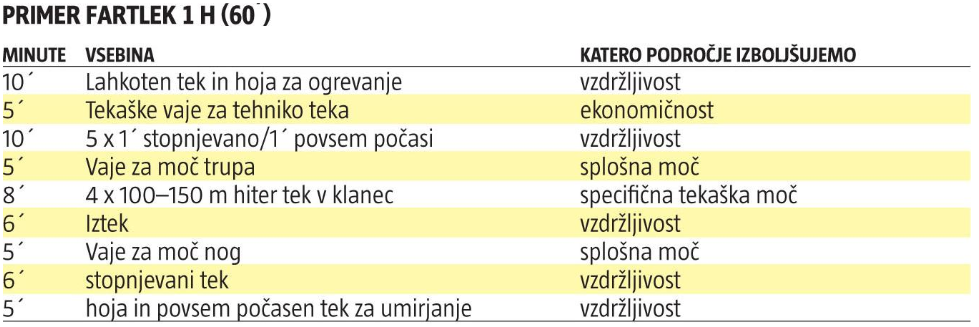 PRIMER FARTLEK 1 H (60´)
MINUTE VSEBINA KATERO PODROČJE IZBOLJŠUJEMO
10´ Lahkoten tek in hoja za ogrevanje vzdržljivost
5´ Tekaške vaje za tehniko teka ekonomičnost
10´ 5 x 1´ stopnjevano/1´ povsem počasi vzdržljivost
5´ Vaje za moč trupa splošna moč
8´ 4 x 100–150 m hiter tek v klanec specifična tekaška moč
6´ Iztek vzdržljivost
5´ Vaje za moč nog splošna moč
6´ stopnjevani tek vzdržljivost
5´ hoja in povsem počasen tek za umirjanje vzdržljivost